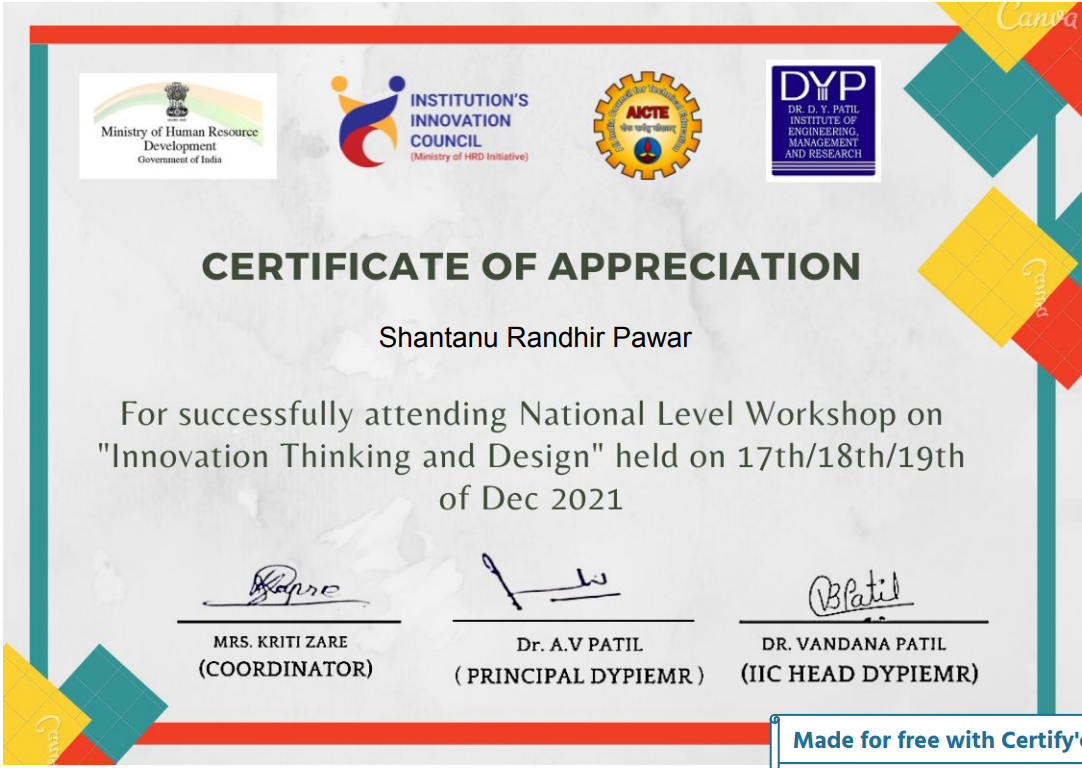 Canva
Ministry of Human Resource
Development
Government of India
INSTITUTION'S
INNOVATION
COUNCIL
(Ministry of HRD Initiative)
All India Council for Technical Education
AICTE
DYP
DR. D. Y. PATIL
INSTITUTE OF
ENGINEERING,
MANAGEMENT
AND RESEARCH
CERTIFICATE OF APPRECIATION
Canva
Shantanu Randhir Pawar
For successfully attending National Level Workshop on
"Innovation Thinking and Design" held on 17th/18th/19th
of Dec 2021
BPatil
MRS. KRITI ZARE
(COORDINATOR)
Dr. A.V PATIL
( PRINCIPAL DYPIEMR )
DR. VANDANA PATIL
(IIC HEAD DYPIEMR)
Canva
Made for free with Certify'